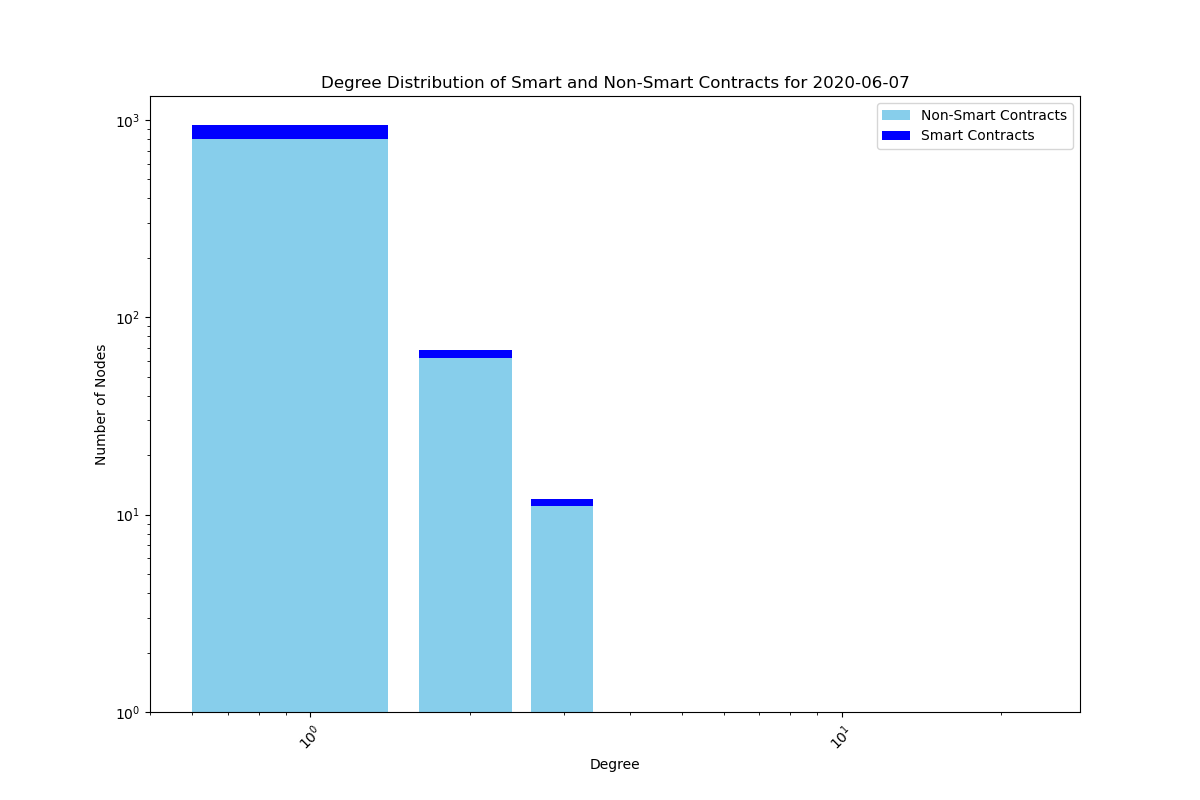 Degree Distribution of Smart and Non-Smart Contracts for 2020-06-07
Non-Smart Contracts
Smart Contracts
Number of Nodes
10³
10²
10¹
10⁰
10⁰
10¹
Degree